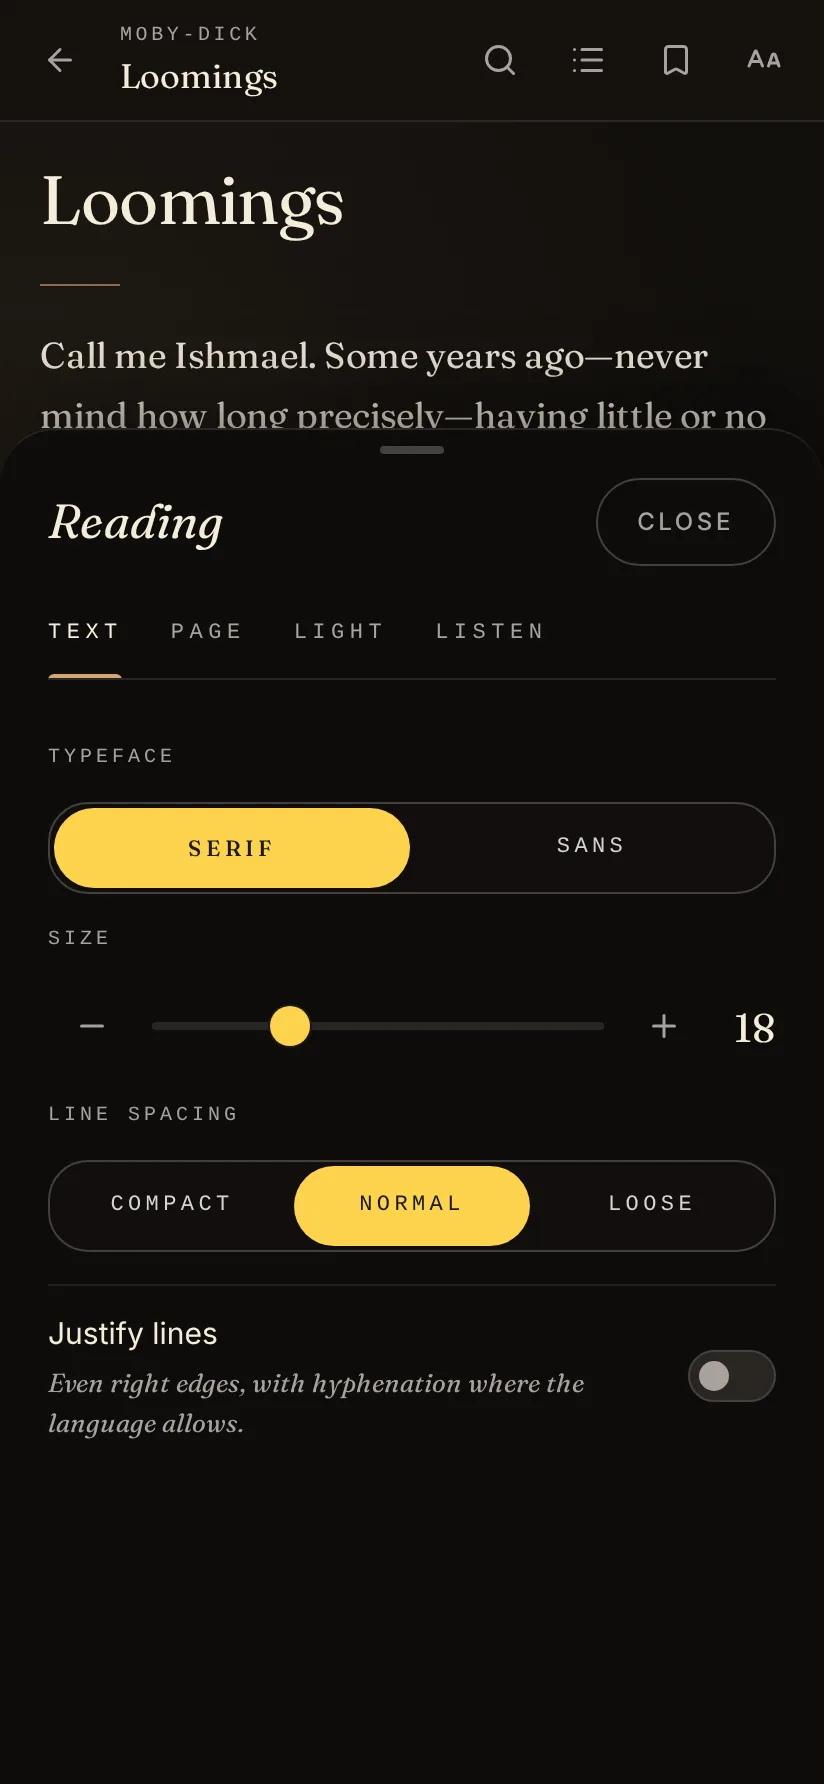 MOBY-DICK
Loomings
AA
Loomings
Call me Ishmael. Some years ago—never
mind how long precisely—having little or no
Reading
CLOSE
TEXT PAGE LIGHT LISTEN
TYPEFACE
SERIF SANS
SIZE
18
LINE SPACING
COMPACT NORMAL LOOSE
Justify lines
Even right edges, with hyphenation where the
language allows.